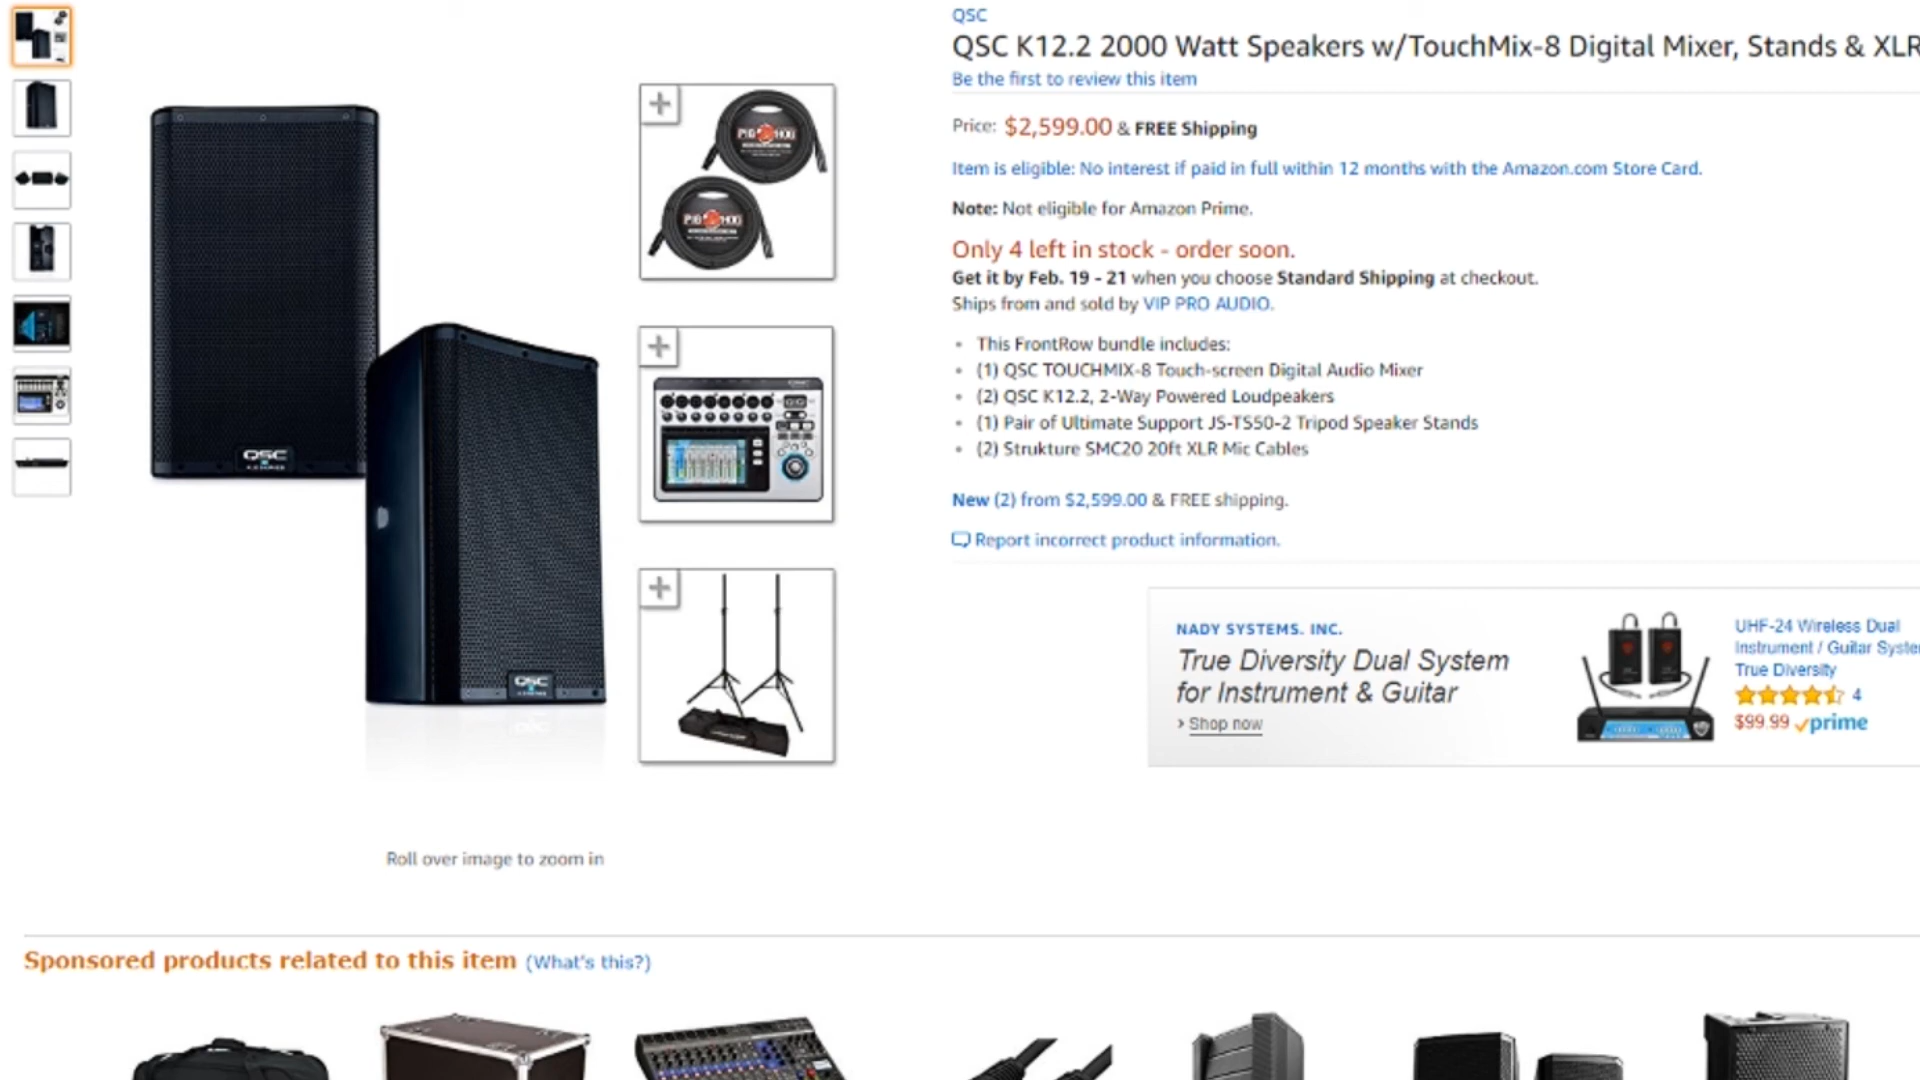 QSC
QSC K12.2 2000 Watt Speakers w/TouchMix-8 Digital Mixer, Stands & XLR
Be the first to review this item
Price: $2,599.00 & FREE Shipping
Item is eligible: No interest if paid in full within 12 months with the Amazon.com Store Card.
Note: Not eligible for Amazon Prime.
Only 4 left in stock - order soon.
Get it by Feb. 19 - 21 when you choose Standard Shipping at checkout.
Ships from and sold by VIP PRO AUDIO.
This FrontRow bundle includes:
(1) QSC TOUCHMIX-8 Touch-screen Digital Audio Mixer
(2) QSC K12.2, 2-Way Powered Loudpeakers
(1) Pair of Ultimate Support JS-TS50-2 Tripod Speaker Stands
(2) Strukture SMC20 20ft XLR Mic Cables
New (2) from $2,599.00 & FREE shipping.
Report incorrect product information.
NADY SYSTEMS. INC.
True Diversity Dual System
for Instrument & Guitar
› Shop now
UHF-24 Wireless Dual
Instrument / Guitar Syste
True Diversity
4
$99.99 prime
PIG HOG
PIG HOG
QSC
QSC
Roll over image to zoom in
Sponsored products related to this item (What's this?)